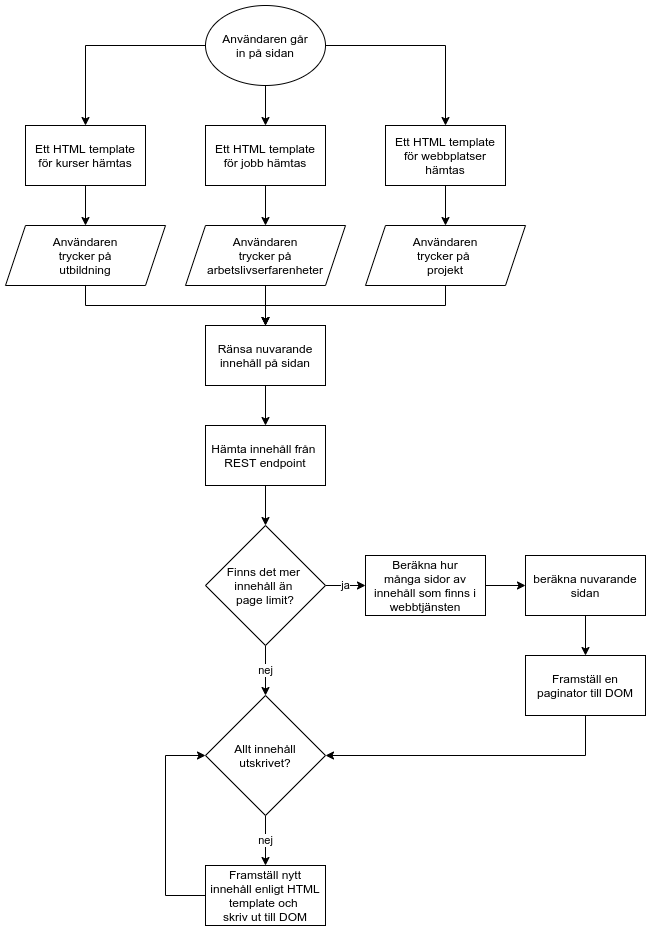 Användaren går
in på sidan
Ett HTML template
för kurser hämtas
Ett HTML template
för jobb hämtas
Ett HTML template
för webbplatser
hämtas
Användaren
trycker på
utbildning
Användaren
trycker på
arbetslivserfarenheter
Användaren
trycker på
projekt
Ränsa nuvarande
innehåll på sidan
Hämta innehåll från
REST endpoint
Finns det mer
innehåll än
page limit?
ja
Beräkna hur
många sidor av
innehåll som finns i
webbtjänsten
beräkna nuvarande
sidan
Framställ en
paginator till DOM
nej
Allt innehåll
utskrivet?
nej
Framställ nytt
innehåll enligt HTML
template och
skriv ut till DOM